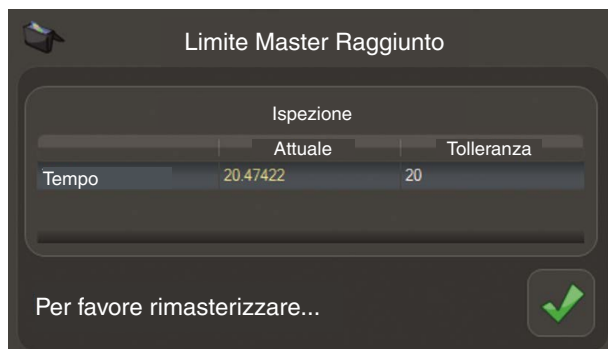 Limite Master Raggiunto
Ispezione
Attuale Tolleranza
Tempo 20.47422 20
Per favore rimasterizzare...